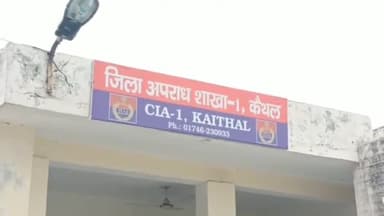 जिला अपराध शाखा-1, कैथल
CIA-1, KAITHAL
Ph.: 01746-230033